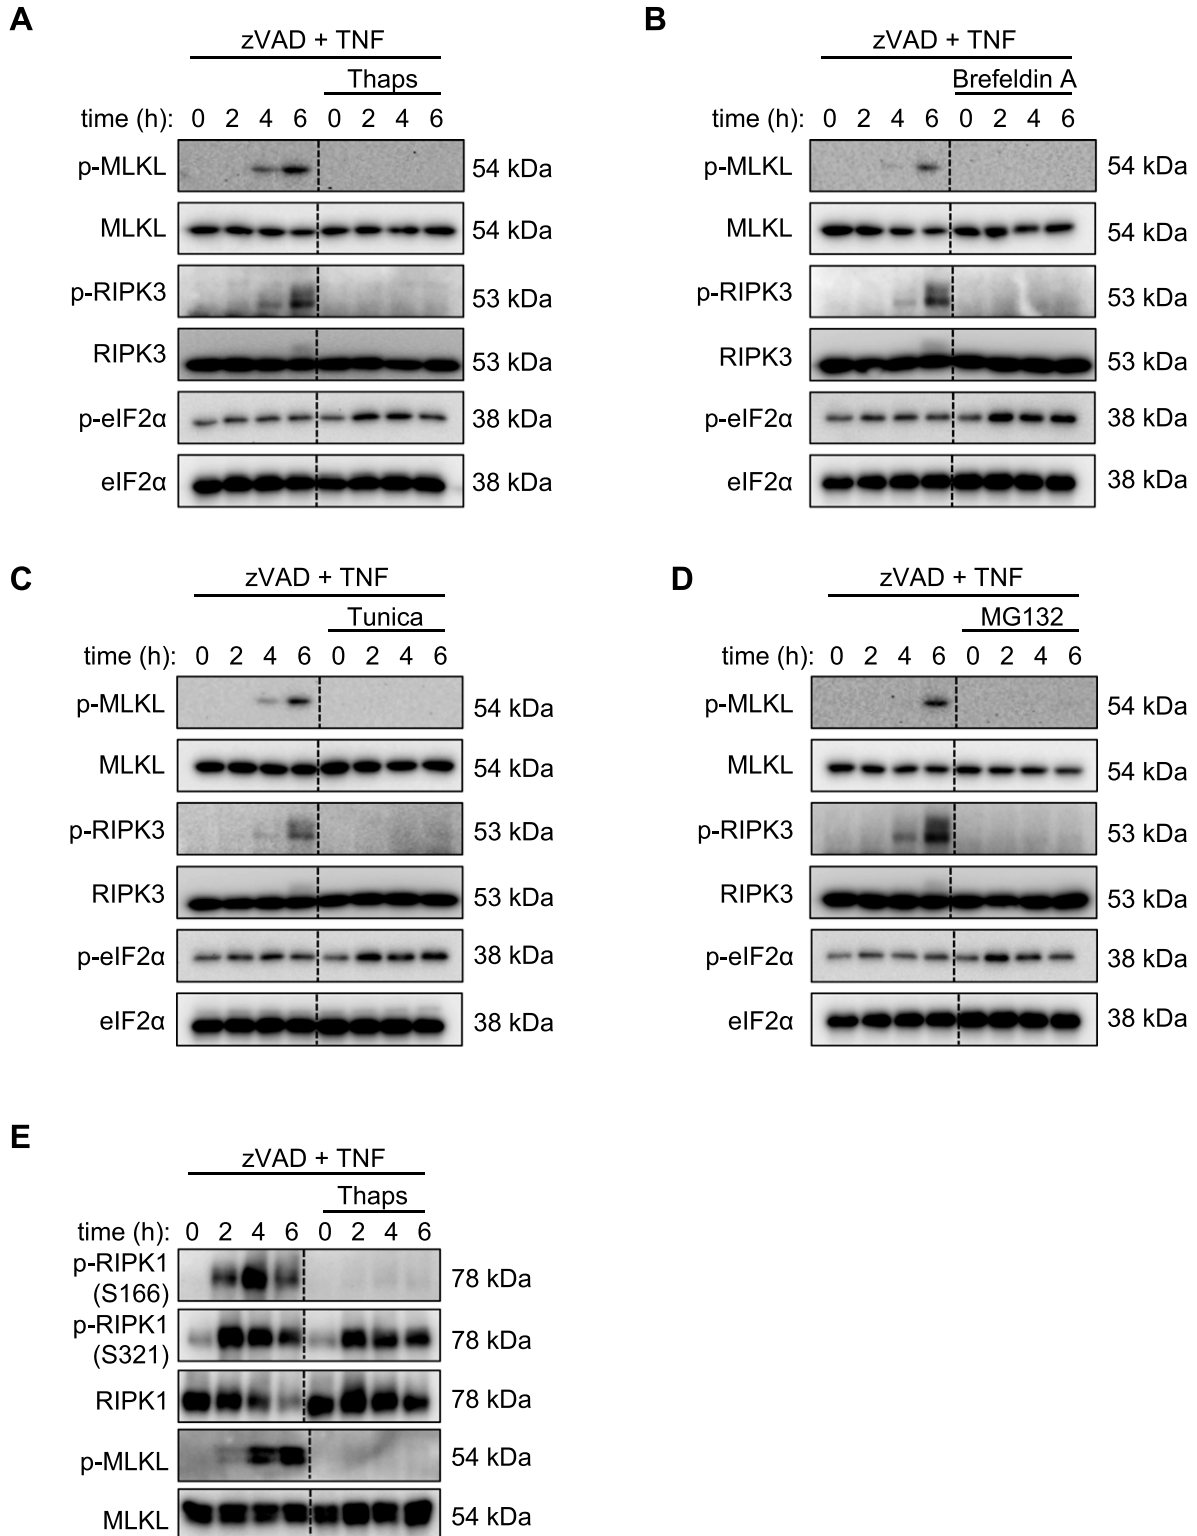 A
zVAD + TNF
Thaps
time (h): 0 2 4 6 0 2 4 6
p-MLKL 54 kDa
MLKL 54 kDa
p-RIPK3 53 kDa
RIPK3 53 kDa
p-eIF2α 38 kDa
eIF2α 38 kDa
B
zVAD + TNF
Brefeldin A
time (h): 0 2 4 6 0 2 4 6
p-MLKL 54 kDa
MLKL 54 kDa
p-RIPK3 53 kDa
RIPK3 53 kDa
p-eIF2α 38 kDa
eIF2α 38 kDa
C
zVAD + TNF
Tunica
time (h): 0 2 4 6 0 2 4 6
p-MLKL 54 kDa
MLKL 54 kDa
p-RIPK3 53 kDa
RIPK3 53 kDa
p-eIF2α 38 kDa
eIF2α 38 kDa
D
zVAD + TNF
MG132
time (h): 0 2 4 6 0 2 4 6
p-MLKL 54 kDa
MLKL 54 kDa
p-RIPK3 53 kDa
RIPK3 53 kDa
p-eIF2α 38 kDa
eIF2α 38 kDa
E
zVAD + TNF
Thaps
time (h): 0 2 4 6 0 2 4 6
p-RIPK1
(S166) 78 kDa
p-RIPK1
(S321) 78 kDa
RIPK1 78 kDa
p-MLKL 54 kDa
MLKL 54 kDa